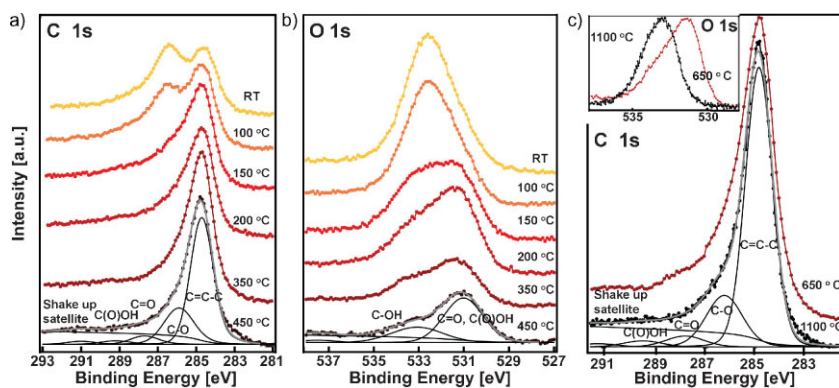 a)
C 1s
RT
100 °C
150 °C
200 °C
350 °C
450 °C
C=O
C=C-C
Shake up
satellite
C(O)OH
C-O
293 291 289 287 285 283 281
Binding Energy [eV]
Intensity [a.u.]
b)
O 1s
RT
100 °C
150 °C
200 °C
350 °C
450 °C
C-OH
C=O, C(O)OH
537 535 533 531 529 527
Binding Energy [eV]
c)
O 1s
1100 °C
650 °C
535 530
C 1s
C=C-C
650 °C
1100 °C
Shake up
satellite
C(O)OH
C=O
C-O
291 289 287 285 283
Binding Energy [eV]